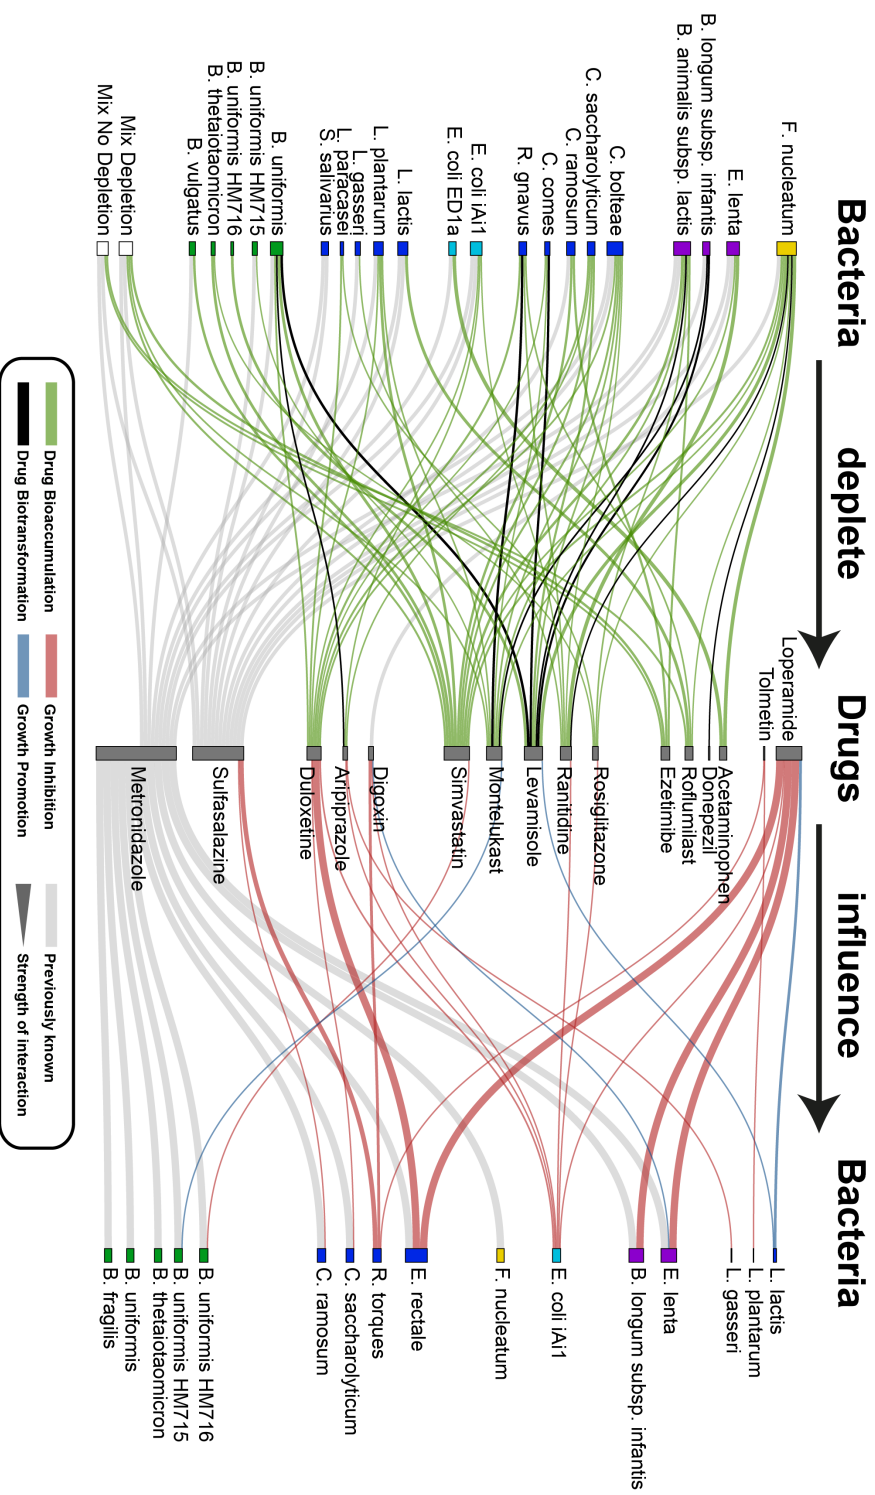 Bacteria
deplete
Drugs
influence
Bacteria
F. nucleatum
E. lenta
B. longum subsp. infantis
B. animalis subsp. lactis
C. bolteae
C. saccharolyticum
C. ramosum
C. comes
R. gnavus
E. coli iAi1
E. coli ED1a
L. lactis
L. plantarum
L. gasseri
L. paracasei
S. salivarius
B. uniformis
B. uniformis HM715
B. uniformis HM716
B. thetaiotaomicron
B. vulgatus
Mix Depletion
Mix No Depletion
Loperamide
Tolmetin
Acetaminophen
Donepezil
Roflumilast
Ezetimibe
Rosiglitazone
Ranitidine
Levamisole
Montelukast
Simvastatin
Digoxin
Aripiprazole
Duloxetine
Sulfasalazine
Metronidazole
L. lactis
L. plantarum
L. gasseri
E. lenta
B. longum subsp. infantis
E. coli iAi1
F. nucleatum
E. rectale
R. torques
C. saccharolyticum
C. ramosum
B. uniformis HM716
B. uniformis HM715
B. thetaiotaomicron
B. uniformis
B. fragilis
Drug Bioaccumulation
Growth Inhibition
Previously known
Drug Biotransformation
Growth Promotion
Strength of interaction